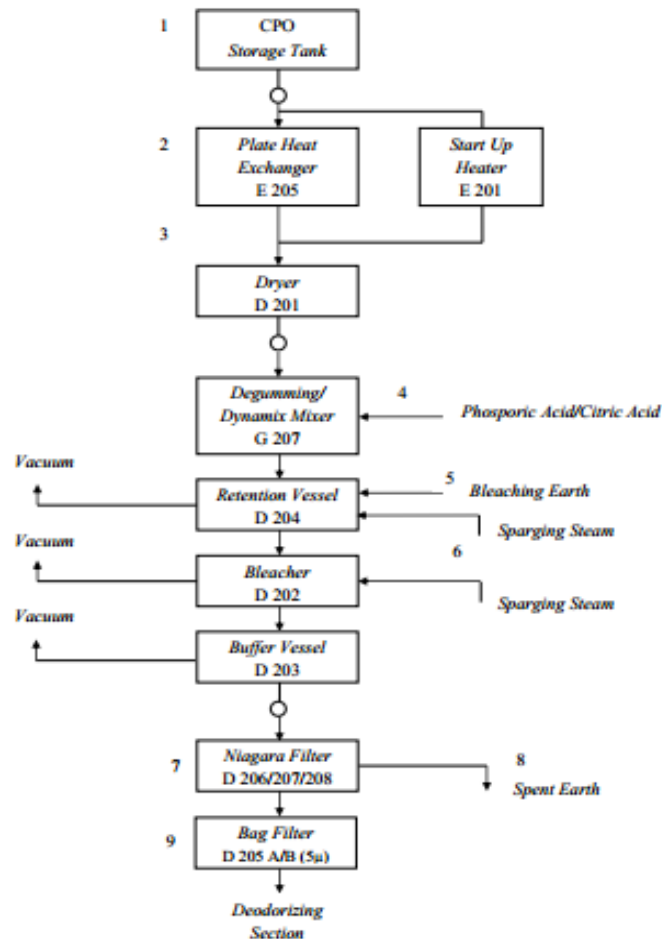 1
CPO
Storage Tank
2
Plate Heat
Exchanger
E 205
Start Up
Heater
E 201
3
Dryer
D 201
Degumming/
Dynamix Mixer
G 207
4
Phosporic Acid/Citric Acid
Vacuum
Retention Vessel
D 204
5
Bleaching Earth
Sparging Steam
Vacuum
Bleacher
D 202
6
Sparging Steam
Vacuum
Buffer Vessel
D 203
7
Niagara Filter
D 206/207/208
8
Spent Earth
9
Bag Filter
D 205 A/B (5μ)
Deodorizing
Section